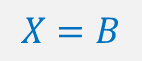 X = B